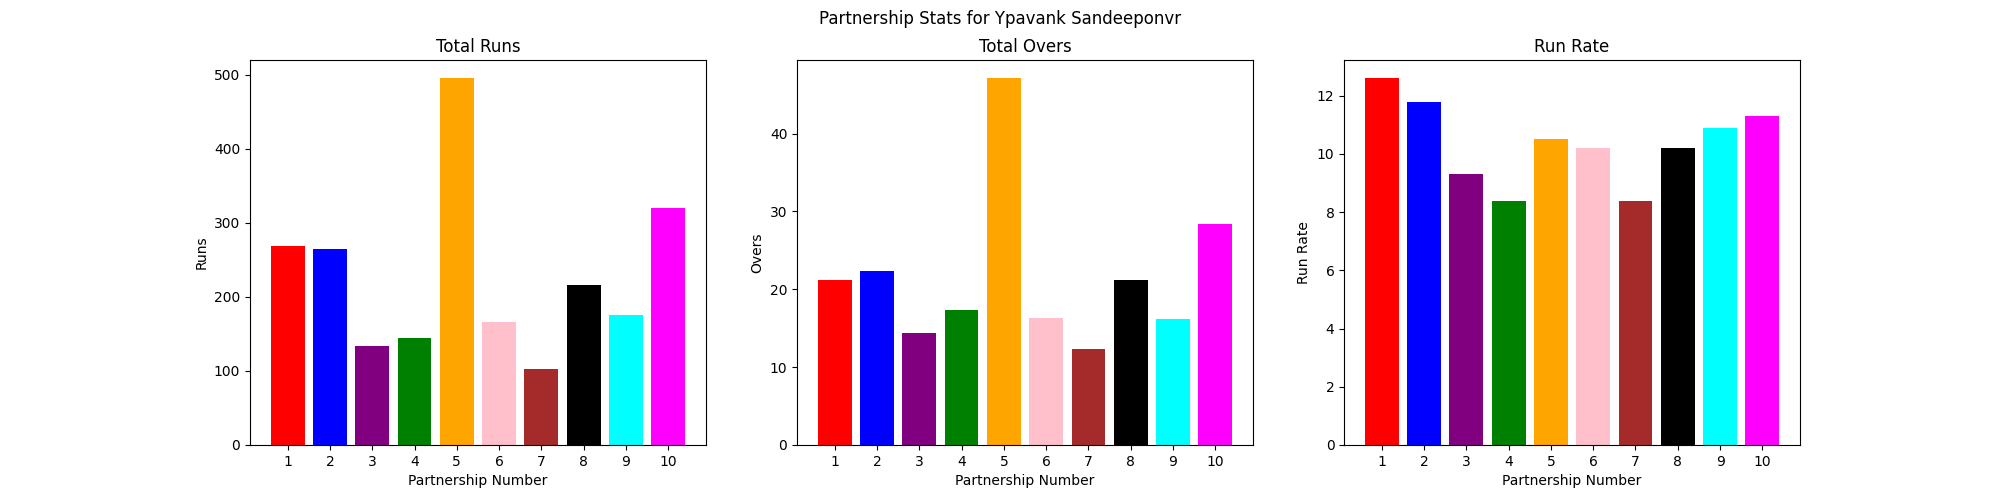 Partnership Stats for Ypavank Sandeeponvr
Total Runs
500
400
300
200
100
0
Runs
1 2 3 4 5 6 7 8 9 10
Partnership Number
Total Overs
40
30
20
10
0
Overs
1 2 3 4 5 6 7 8 9 10
Partnership Number
Run Rate
12
10
8
6
4
2
0
Run Rate
1 2 3 4 5 6 7 8 9 10
Partnership Number